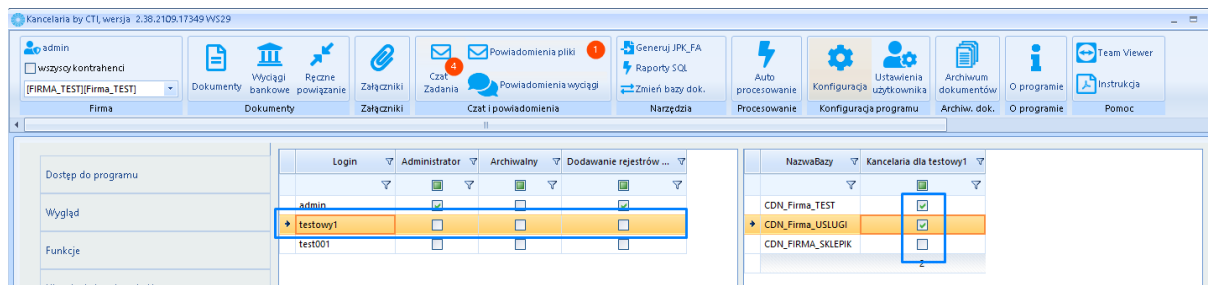 Kancelaria by CTI, wersja 2.38.2109.17349 WS29
admin
wszyscy kontrahenci
[FIRMA_TEST][Firma_TEST]
Firma
Dokumenty
Wyciągi bankowe
Ręczne powiązanie
Dokumenty
Załączniki
Załączniki
Czat
4
Zadania
Powiadomienia pliki
1
Powiadomienia wyciągi
Czat i powiadomienia
Generuj JPK_FA
Raporty SQL
Zmień bazy dok.
Narzędzia
Auto procesowanie
Procesowanie
Konfiguracja
Ustawienia użytkownika
Konfiguracja programu
Archiwum dokumentów
Archiw. dok.
O programie
O programie
Team Viewer
Instrukcja
Pomoc
Dostęp do programu
Wygląd
Funkcje
Login Administrator Archiwalny Dodawanie rejestrów ...
admin
testowy1
test001
NazwaBazy Kancelaria dla testowy1
CDN_Firma_TEST
CDN_Firma_USLUGI
CDN_FIRMA_SKLEPIK
2